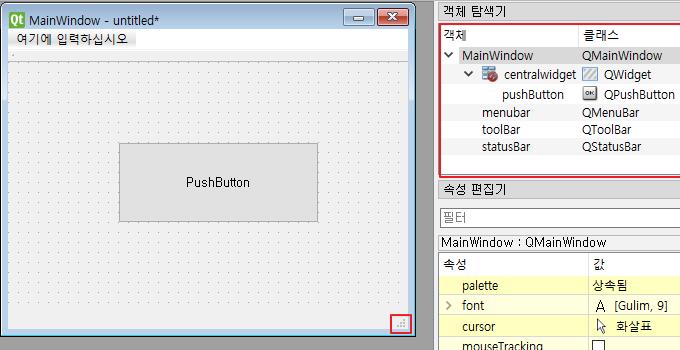 Qt MainWindow - untitled*
여기에 입력하십시오
PushButton
객체 탐색기
객체 클래스
MainWindow QMainWindow
centralwidget QWidget
pushButton OK QPushButton
menubar QMenuBar
toolBar QToolBar
statusBar QStatusBar
속성 편집기
필터
MainWindow : QMainWindow
속성 값
palette 상속됨
font A [Gulim, 9]
cursor 화살표
mouseTracking